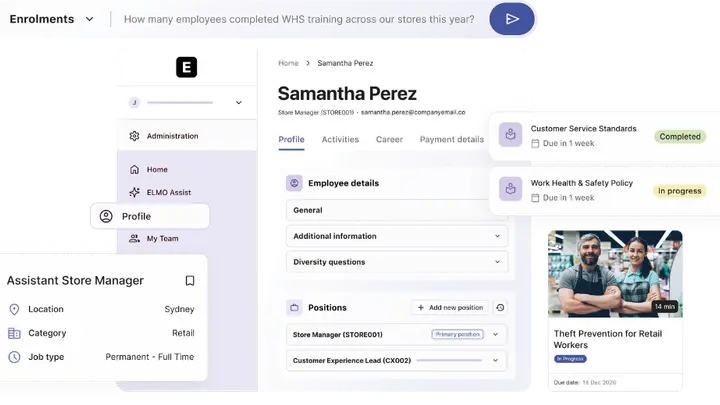 Enrolments
How many employees completed WHS training across our stores this year?
E
J
Administration
Home
ELMO Assist
Profile
My Team
Assistant Store Manager
Location Sydney
Category Retail
Job type Permanent - Full Time
Home > Samantha Perez
Samantha Perez
Store Manager (STORE001) • samantha.perez@companyemail.co
Profile Activities Career Payment details
Employee details
General
Additional information
Diversity questions
Positions
+ Add new position
Store Manager (STORE001) Primary position
Customer Experience Lead (CX002)
Customer Service Standards
Due in 1 week
Completed
Work Health & Safety Policy
Due in 1 week
In progress
14 min
Theft Prevention for Retail
Workers
In Progress
Due date: 16 Dec 2026